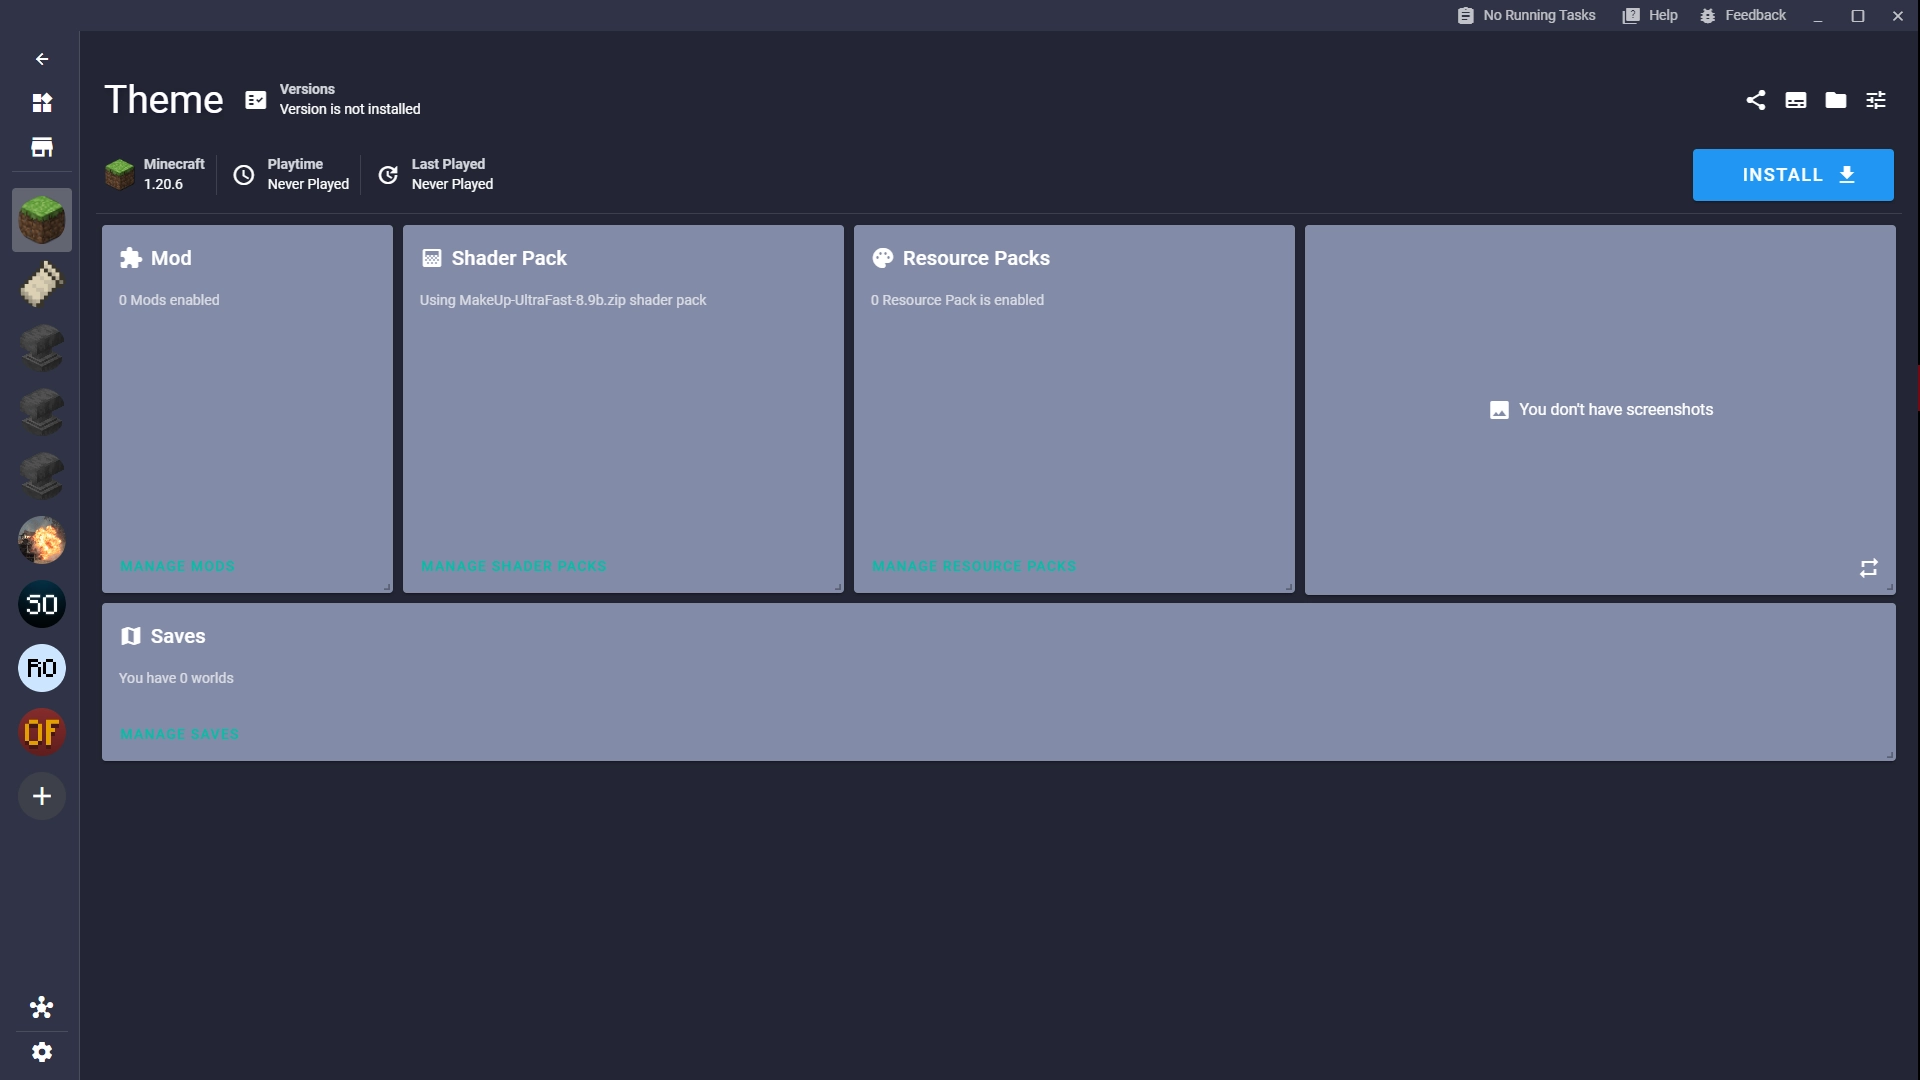 No Running Tasks
Help
Feedback
Theme
Versions
Version is not installed
Minecraft
1.20.6
Playtime
Never Played
Last Played
Never Played
INSTALL
Mod
0 Mods enabled
MANAGE MODS
Shader Pack
Using MakeUp-UltraFast-8.9b.zip shader pack
MANAGE SHADER PACKS
Resource Packs
0 Resource Pack is enabled
MANAGE RESOURCE PACKS
You don't have screenshots
Saves
You have 0 worlds
MANAGE SAVES
SO
RO
OF